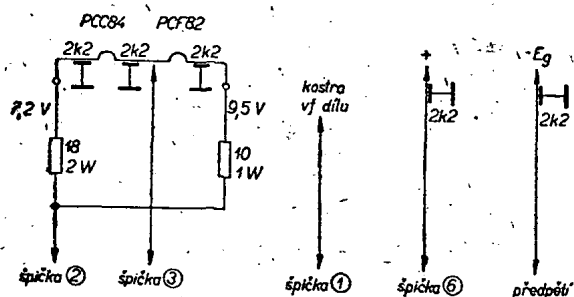 PCC84 PCF82
2k2 2k2 2k2
7,2 V 9,5 V
18
2 W
10
1 W
kostra
vf dílu
+
2k2
-Eg
2k2
špička ② špička ③ špička ① špička ⑥ předpětí